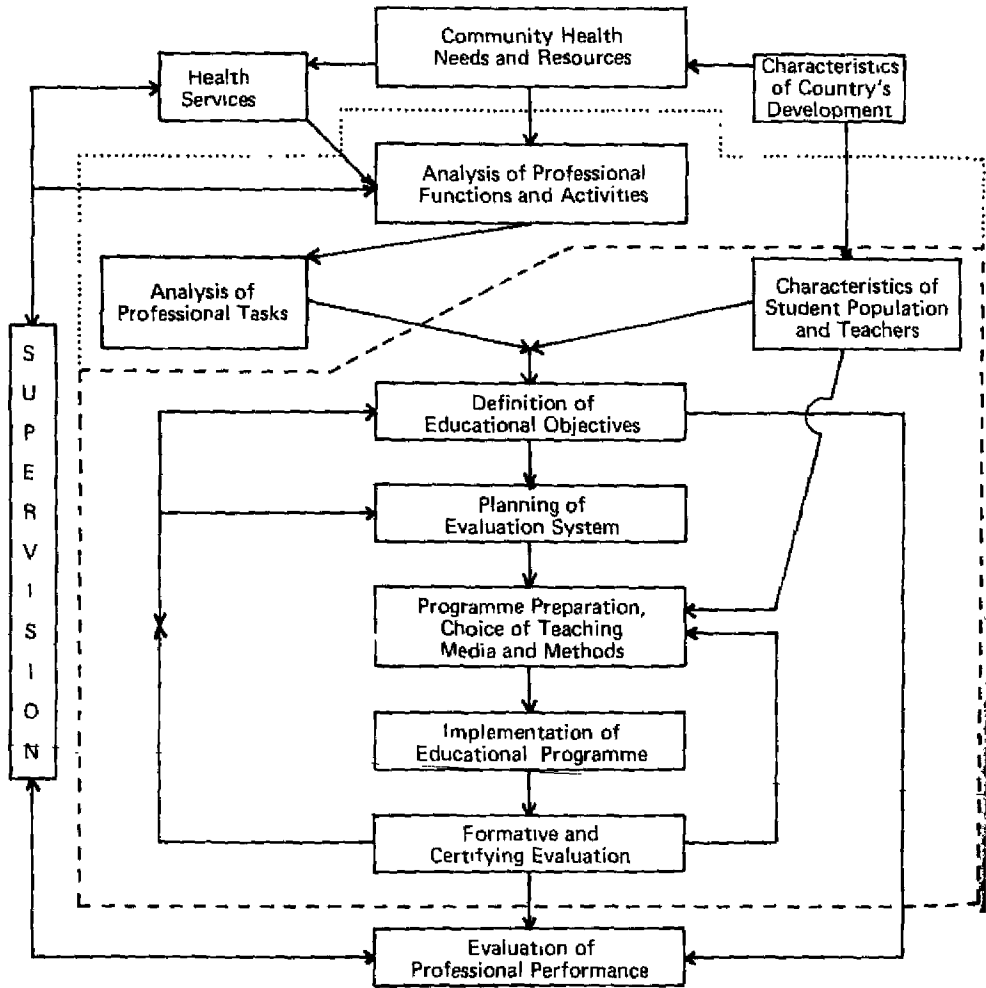 Community Health
Needs and Resources
Health
Services
Characteristics
of Country's
Development
Analysis of Professional
Functions and Activities
Analysis of
Professional Tasks
Characteristics of
Student Population
and Teachers
S
U
P
E
R
V
I
S
I
O
N
Definition of
Educational Objectives
Planning of
Evaluation System
Programme Preparation,
Choice of Teaching
Media and Methods
Implementation of
Educational Programme
Formative and
Certifying Evaluation
Evaluation of
Professional Performance